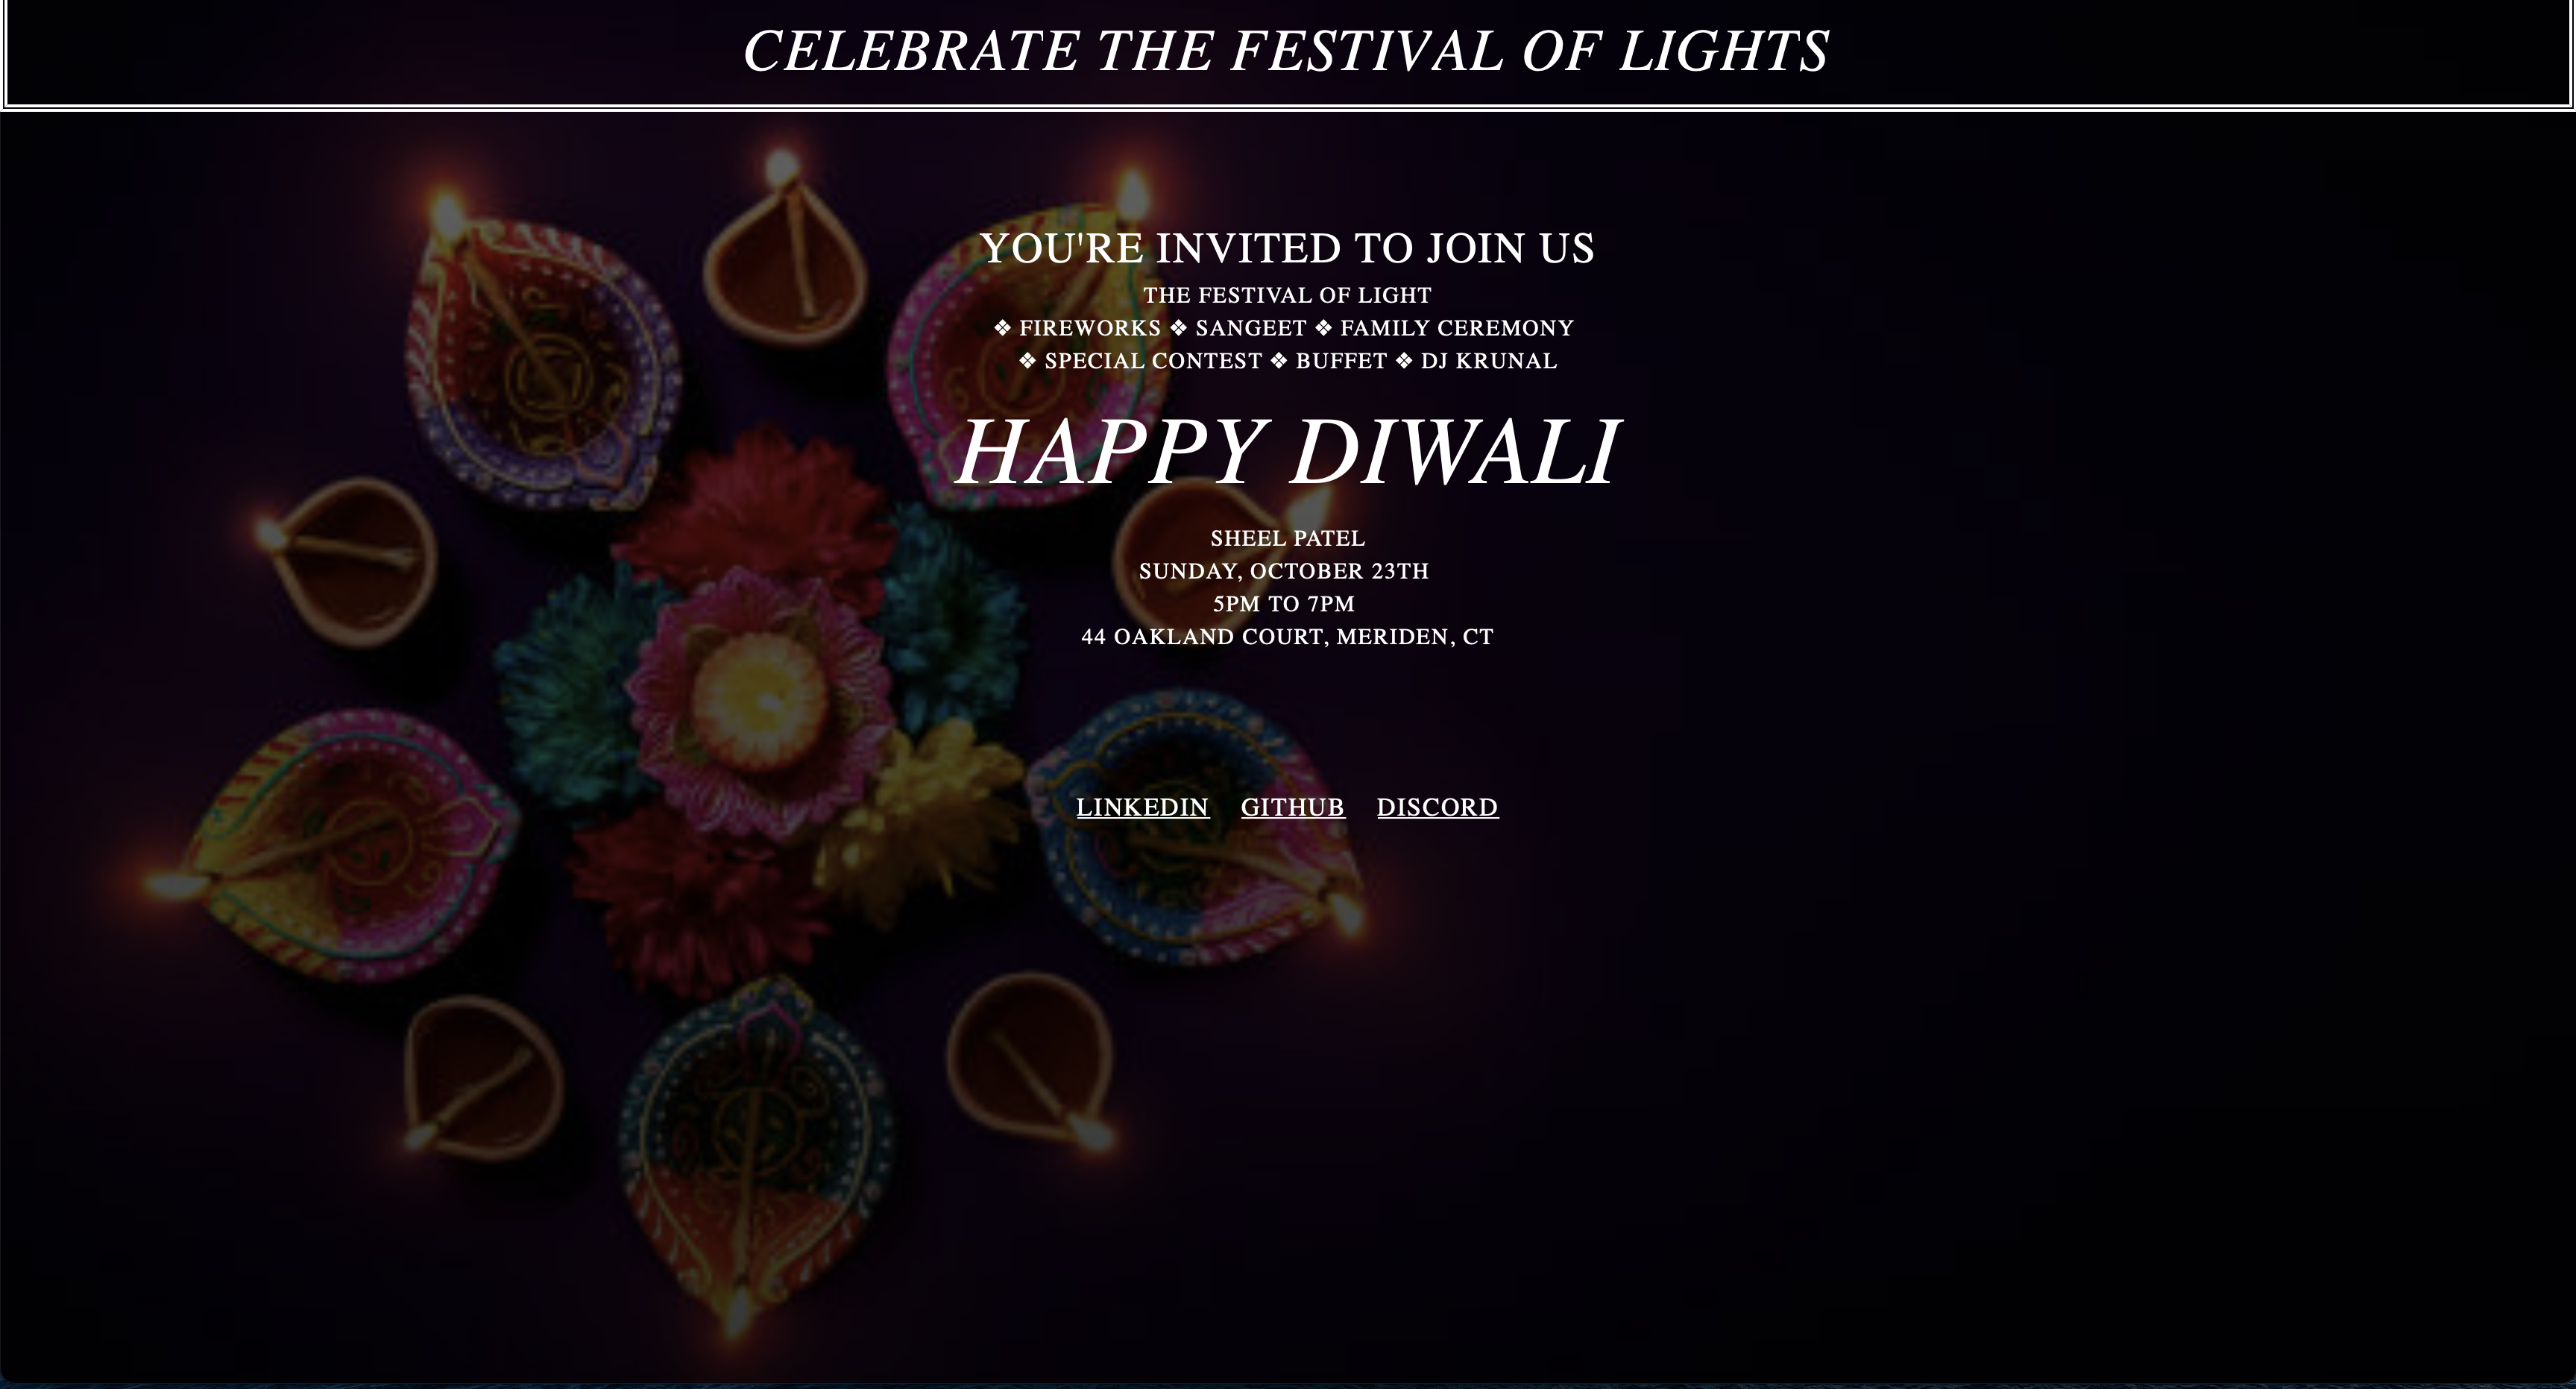 CELEBRATE THE FESTIVAL OF LIGHTS
YOU'RE INVITED TO JOIN US
THE FESTIVAL OF LIGHT
❖ FIREWORKS ❖ SANGEET ❖ FAMILY CEREMONY
❖ SPECIAL CONTEST ❖ BUFFET ❖ DJ KRUNAL
HAPPY DIWALI
SHEEL PATEL
SUNDAY, OCTOBER 23TH
5PM TO 7PM
44 OAKLAND COURT, MERIDEN, CT
LINKEDIN GITHUB DISCORD